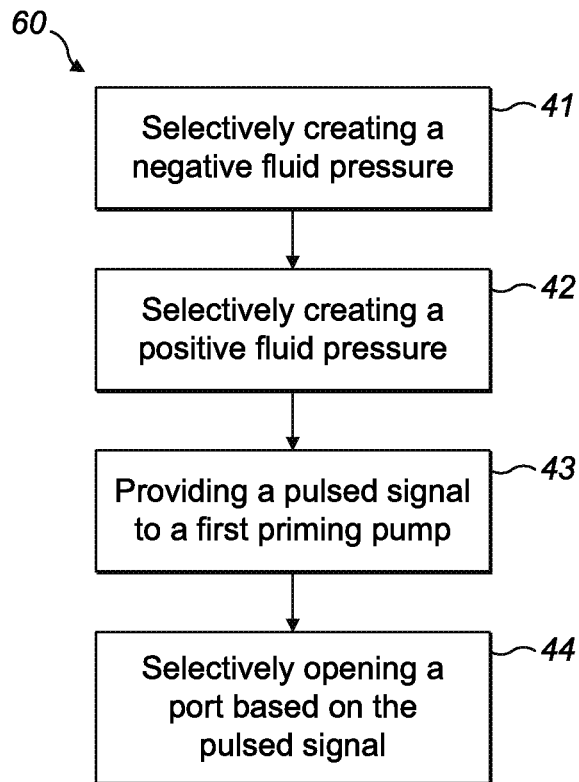 60
41
Selectively creating a
negative fluid pressure
42
Selectively creating a
positive fluid pressure
43
Providing a pulsed signal
to a first priming pump
44
Selectively opening a
port based on the
pulsed signal